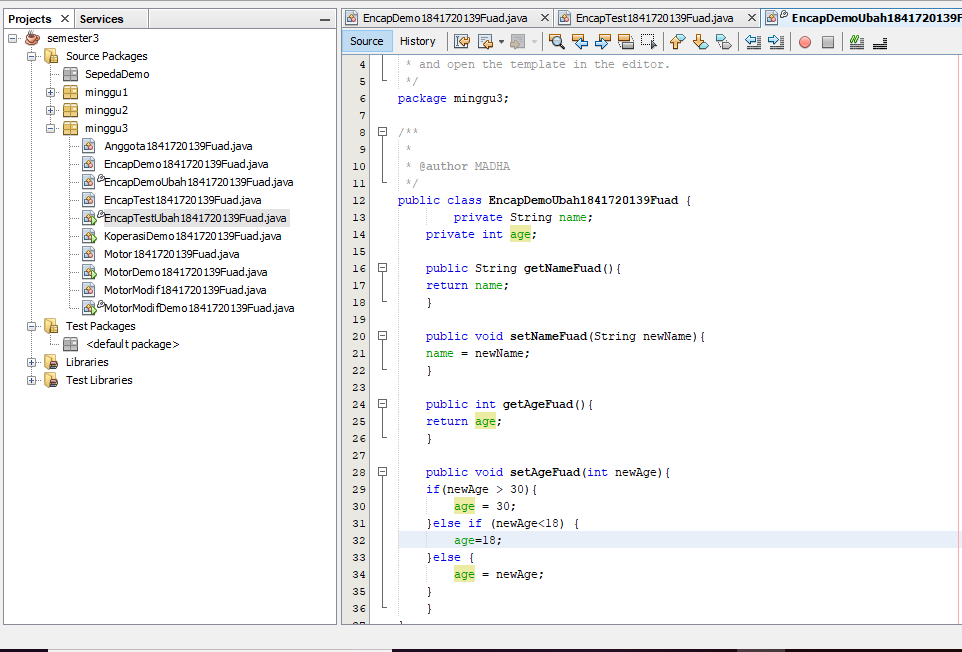 Projects × Services
semester3
Source Packages
SepedaDemo
minggu1
minggu2
minggu3
Anggota1841720139Fuad.java
EncapDemo1841720139Fuad.java
EncapDemoUbah1841720139Fuad.java
EncapTest1841720139Fuad.java
EncapTestUbah1841720139Fuad.java
KoperasiDemo1841720139Fuad.java
Motor1841720139Fuad.java
MotorDemo1841720139Fuad.java
MotorModif1841720139Fuad.java
MotorModifDemo1841720139Fuad.java
Test Packages
<default package>
Libraries
Test Libraries
EncapDemo1841720139Fuad.java × EncapTest1841720139Fuad.java × EncapDemoUbah1841720139F
Source History
4 * and open the template in the editor.
5 */
6 package minggu3;
7
8 /**
9 *
10 * @author MADHA
11 */
12 public class EncapDemoUbah1841720139Fuad {
13 private String name;
14 private int age;
15
16 public String getNameFuad(){
17 return name;
18 }
19
20 public void setNameFuad(String newName){
21 name = newName;
22 }
23
24 public int getAgeFuad(){
25 return age;
26 }
27
28 public void setAgeFuad(int newAge){
29 if(newAge > 30){
30 age = 30;
31 }else if (newAge<18) {
32 age=18;
33 }else {
34 age = newAge;
35 }
36 }